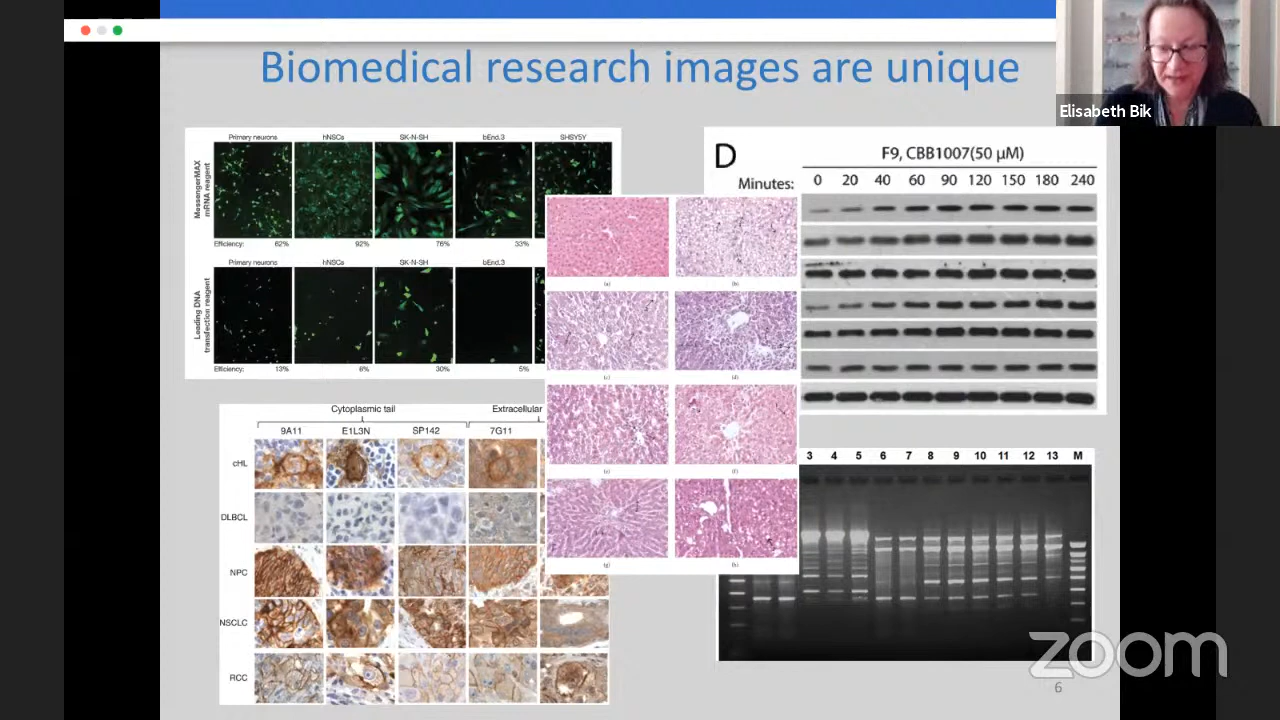 Biomedical research images are unique
Elisabeth Bik
Primary neurons hNSCs SK-N-SH bEnd.3 SHSY5Y
MessengerMAX
mRNA reagent
Efficiency: 62% 92% 76% 33%
Primary neurons hNSCs SK-N-SH bEnd.3
Leading DNA
transfection reagent
Efficiency: 13% 6% 30% 5%
Cytoplasmic tail Extracellular
9A11 E1L3N SP142 7G11
cHL
DLBCL
NPC
NSCLC
RCC
(a) (b)
(c) (d)
(e) (f)
(g) (h)
D
F9, CBB1007(50 µM)
Minutes: 0 20 40 60 90 120 150 180 240
3 4 5 6 7 8 9 10 11 12 13 M
zoom
6